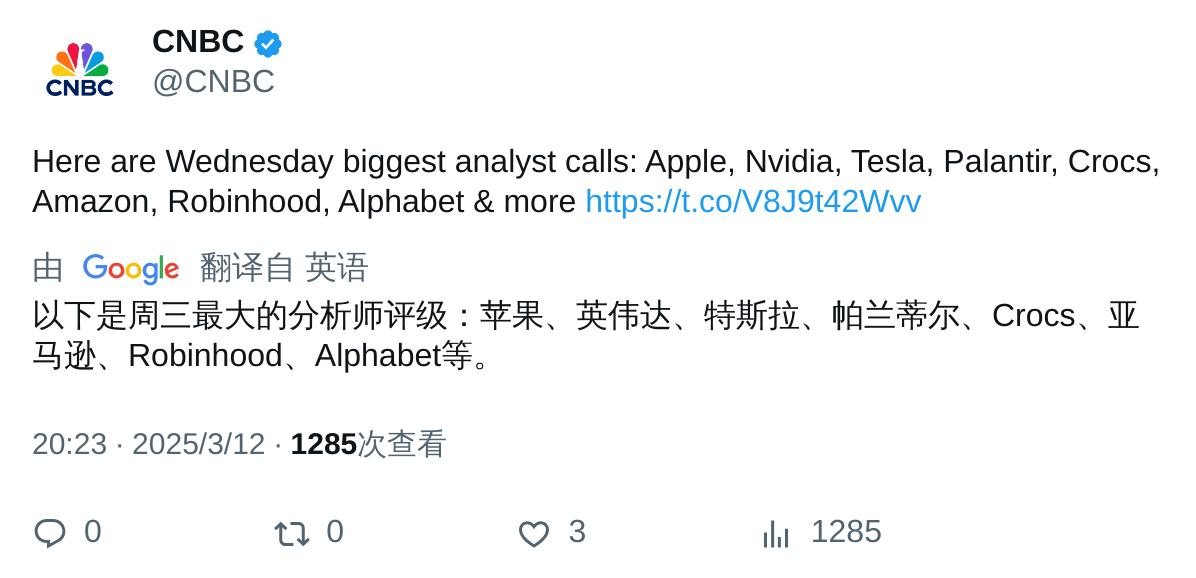 CNBC
CNBC
@CNBC
Here are Wednesday biggest analyst calls: Apple, Nvidia, Tesla, Palantir, Crocs,
Amazon, Robinhood, Alphabet & more https://t.co/V8J9t42Wvv
由 Google 翻译自 英语
以下是周三最大的分析师评级：苹果、英伟达、特斯拉、帕兰蒂尔、Crocs、亚
马逊、Robinhood、Alphabet等。
20:23 · 2025/3/12 · 1285次查看
0 0 3 1285